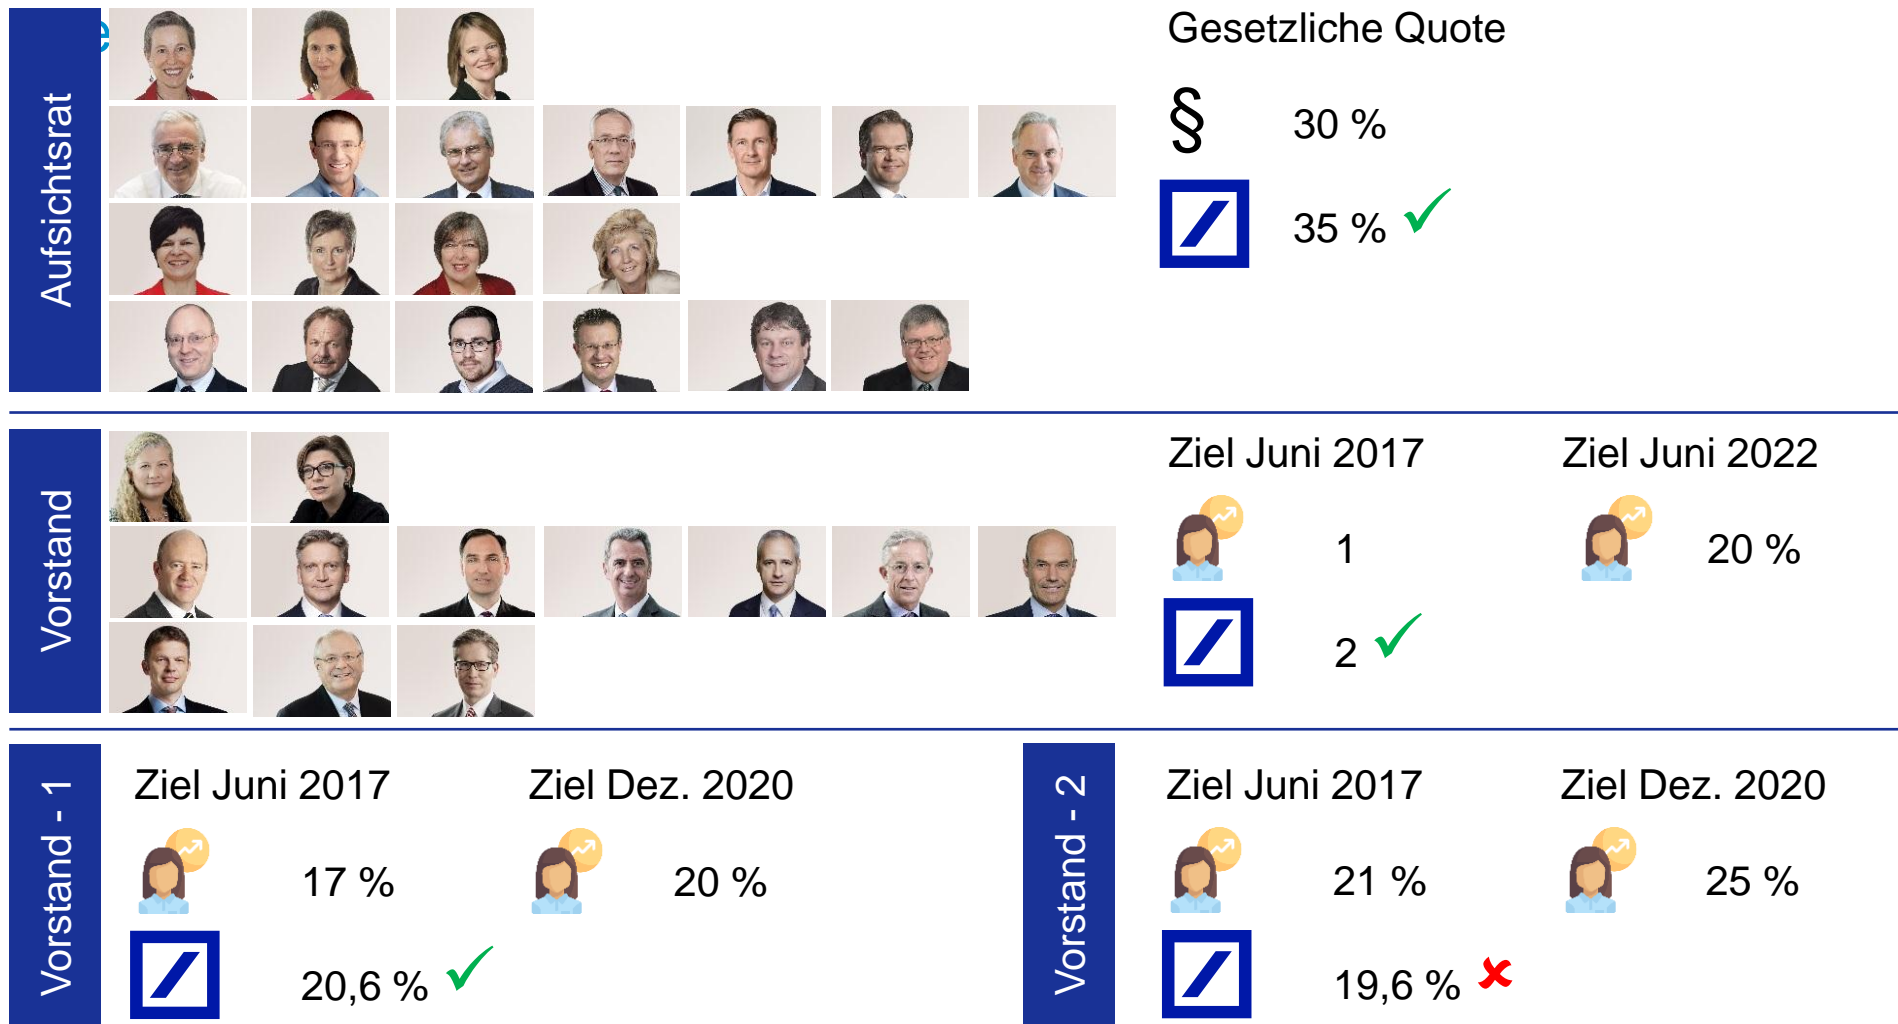 e
Aufsichtsrat
Gesetzliche Quote
§ 30 %
35 %
Vorstand
Ziel Juni 2017
Ziel Juni 2022
1
20 %
2
Vorstand - 1
Ziel Juni 2017
Ziel Dez. 2020
17 %
20 %
20,6 %
Vorstand - 2
Ziel Juni 2017
Ziel Dez. 2020
21 %
25 %
19,6 %